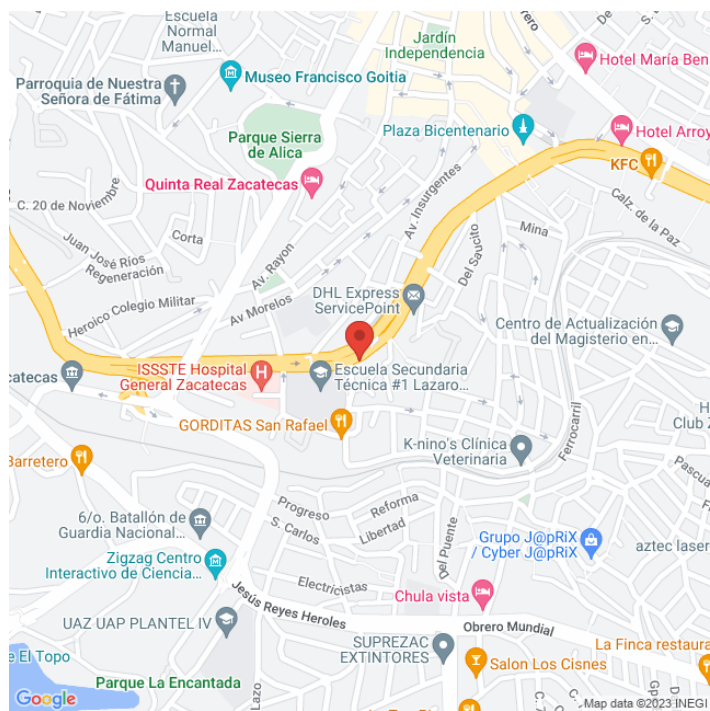 Escuela
Normal
Manuel...
Jardín
Independencia
Hotel María Ben
Museo Francisco Goitia
Parroquia de Nuestra
Señora de Fátima
Plaza Bicentenario
Hotel Arroy
Parque Sierra
de Alica
KFC
Quinta Real Zacatecas
Av. Insurgentes
Calz. de la Paz
C. 20 de Noviembre
Corta
Mina
Juan José Ríos
Regeneración
Av. Rayon
Del Saucito
Heroico Colegio Militar
Av Morelos
DHL Express
ServicePoint
Centro de Actualización
del Magisterio en...
ISSSTE Hospital
General Zacatecas
Escuela Secundaria
Técnica #1 Lazaro...
catecas
GORDITAS San Rafael
H
Club Z
Ferrocarril
K-nino's Clínica
Veterinaria
Barretero
Pascua
Progreso
Reforma
S. Carlos
Libertad
6/o. Batallón de
Guardia Nacional...
Del Puente
Grupo J@pRiX
/ Cyber J@pRiX
aztec laser
Zigzag Centro
Interactivo de Ciencia...
Electricistas
Jesús Reyes Heroles
Chula vista
UAZ UAP PLANTEL IV
Obrero Mundial
SUPREZAC
EXTINTORES
La Finca restaura
e El Topo
Salon Los Cisnes
Parque La Encantada
Lazo
Google
Map data ©2023 INEGI